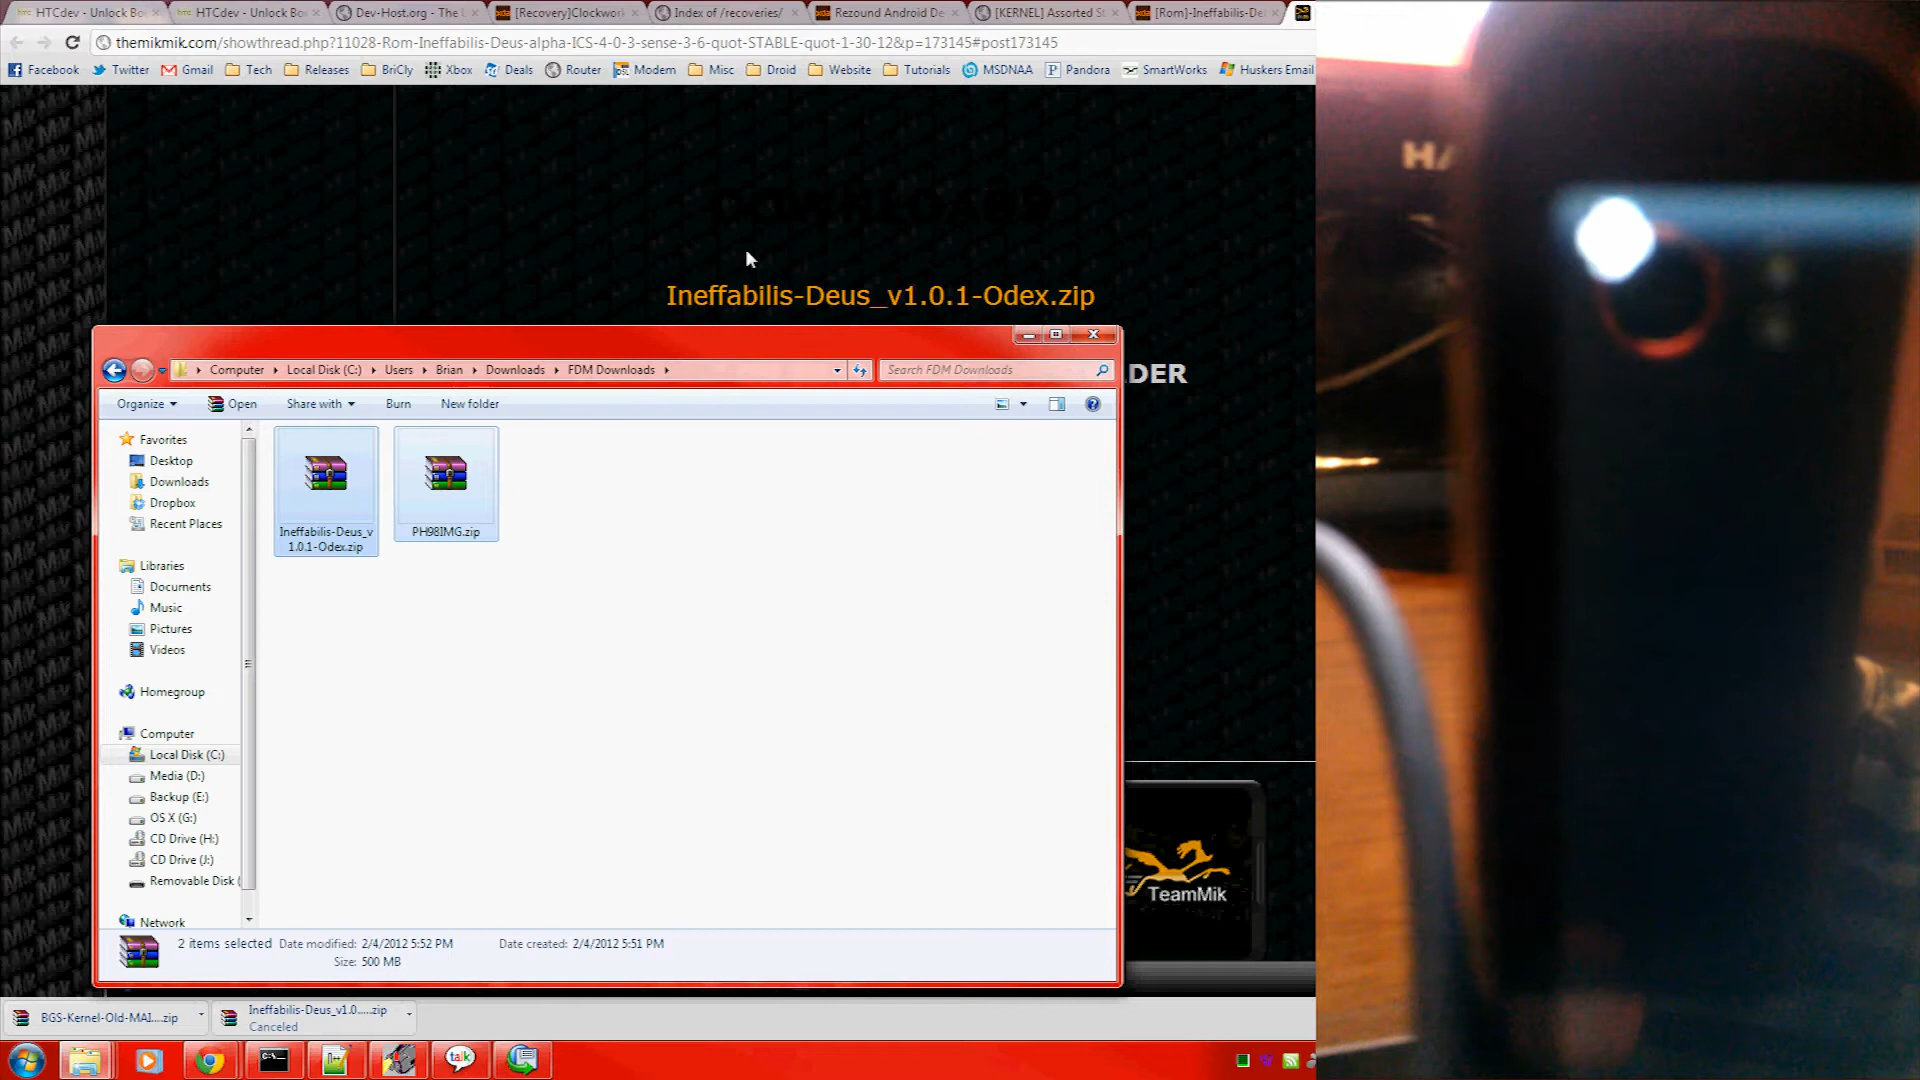 HTCdev - Unlock Bo
HTCdev - Unlock Bo
Dev-Host.org - The
[Recovery]Clockwork
Index of /recoveries/
Rezound Android De
[KERNEL] Assorted S
[Rom]-Ineffabilis-De
themikmik.com/showthread.php?11028-Rom-Ineffabilis-Deus-alpha-ICS-4-0-3-sense-3-6-quot-STABLE-quot-1-30-12&p=173145#post173145
Facebook
Twitter
Gmail
Tech
Releases
BriCly
Xbox
Deals
Router
Modem
Misc
Droid
Website
Tutorials
MSDNAA
Pandora
SmartWorks
Huskers Email
HA
Ineffabilis-Deus_v1.0.1-Odex.zip
DER
Computer
Local Disk (C:)
Users
Brian
Downloads
FDM Downloads
Search FDM Downloads
Organize
Open
Share with
Burn
New folder
Favorites
Desktop
Downloads
Dropbox
Recent Places
Libraries
Documents
Music
Pictures
Videos
Homegroup
Computer
Local Disk (C:)
Media (D:)
Backup (E:)
OS X (G:)
CD Drive (H:)
CD Drive (J:)
Removable Disk (
Network
Ineffabilis-Deus_v
1.0.1-Odex.zip
PH98IMG.zip
2 items selected
Date modified: 2/4/2012 5:52 PM
Date created: 2/4/2012 5:51 PM
Size: 500 MB
TeamMik
BGS-Kernel-Old-MAI....zip
Ineffabilis-Deus_v1.0.....zip
Canceled
talk